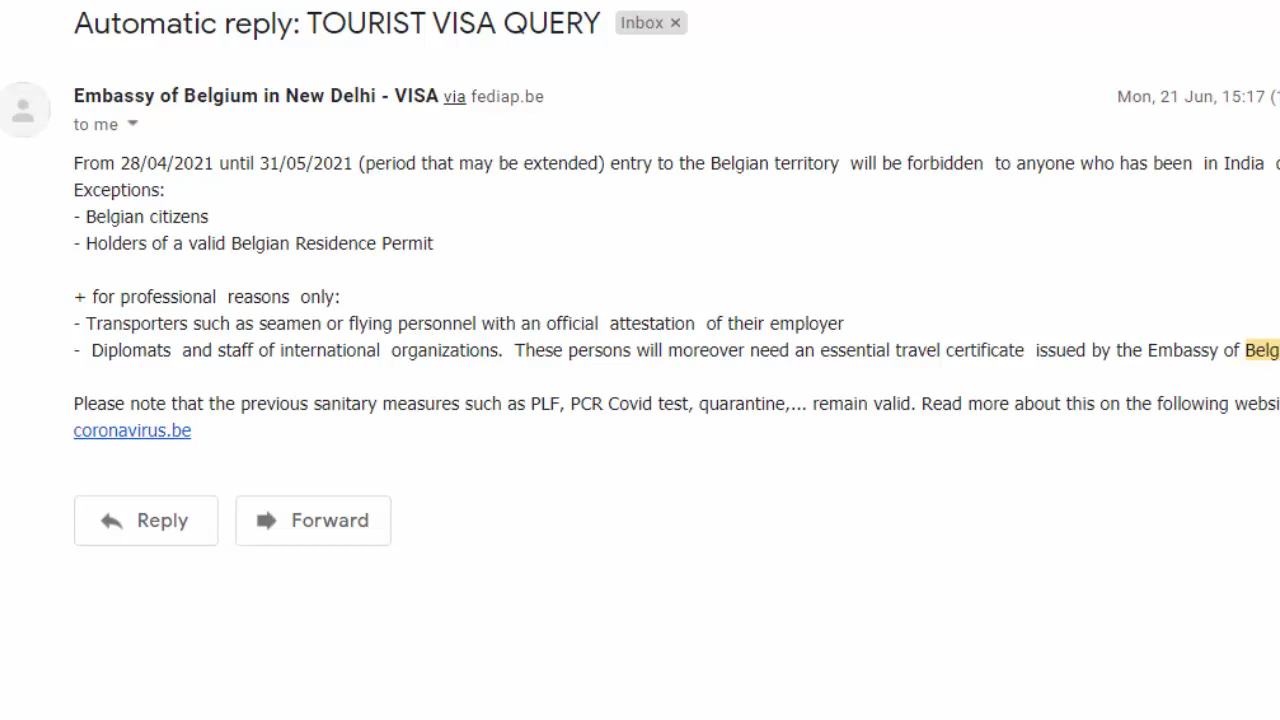 Automatic reply: TOURIST VISA QUERY Inbox ×
Embassy of Belgium in New Delhi - VISA via fediap.be Mon, 21 Jun, 15:17
to me
From 28/04/2021 until 31/05/2021 (period that may be extended) entry to the Belgian territory will be forbidden to anyone who has been in India
Exceptions:
- Belgian citizens
- Holders of a valid Belgian Residence Permit
+ for professional reasons only:
- Transporters such as seamen or flying personnel with an official attestation of their employer
- Diplomats and staff of international organizations. These persons will moreover need an essential travel certificate issued by the Embassy of Belg
Please note that the previous sanitary measures such as PLF, PCR Covid test, quarantine,... remain valid. Read more about this on the following websi
coronavirus.be
Reply Forward